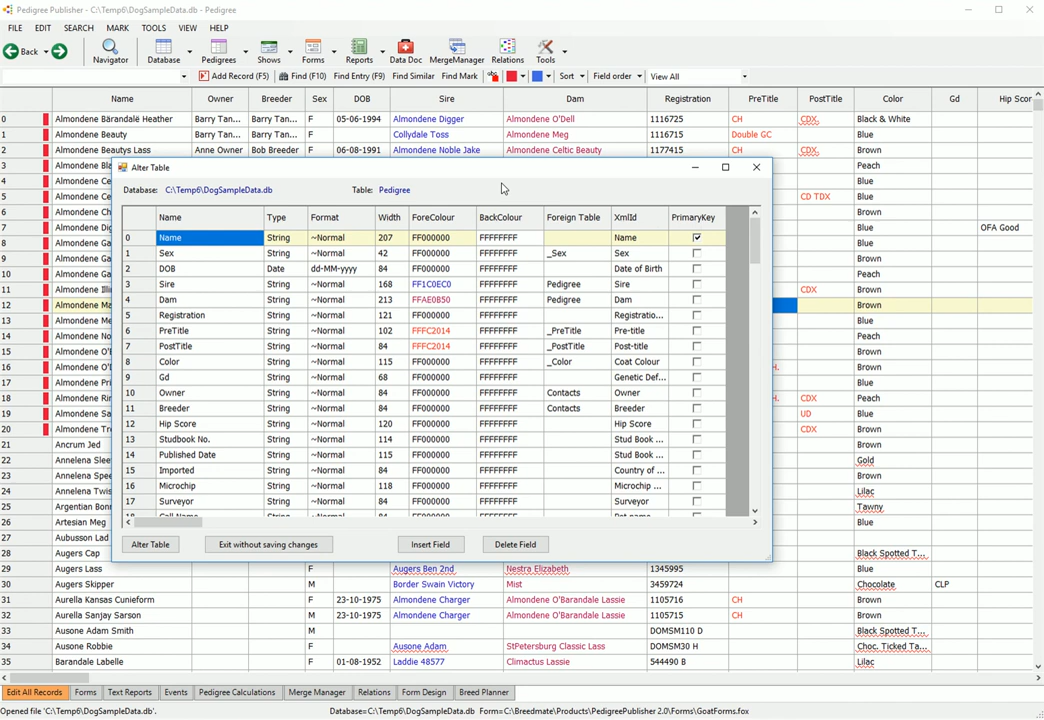 Pedigree Publisher - C:\Temp6\DogSampleData.db - Pedigree
FILE EDIT SEARCH MARK TOOLS VIEW HELP
Back Navigator Database Pedigrees Shows Forms Reports Data Doc MergeManager Relations Tools
Add Record (F5) Find (F10) Find Entry (F9) Find Similar Find Mark abc Sort Field order View All
Name Owner Breeder Sex DOB Sire Dam Registration PreTitle PostTitle Color Gd Hip Scor
0 Almondene Bärandalè Heather Barry Tan... Barry Tan... F 05-06-1994 Almondene Digger Almondene O'Dell 1116725 CH CDX, Black & White
1 Almondene Beauty Barry Tan... Barry Tan... F Collydale Toss Almondene Meg 1116715 Double GC Blue
2 Almondene Beautys Lass Anne Owner Bob Breeder F 06-08-1991 Almondene Noble Jake Almondene Celtic Beauty 1177415 CH CDX, Brown
3 Almondene Bla Peach
4 Almondene Ce Blue
5 Almondene Ce CD TDX Blue
6 Almondene Ch Blue
7 Almondene Dig Blue OFA Good
8 Almondene Ga Blue
9 Almondene Ga Blue
10 Almondene Ga Peach
11 Almondene Illi CDX Brown
12 Almondene Ma Brown
13 Almondene Me Blue
14 Almondene No Peach
15 Almondene O'l Brown
16 Almondene O'l H. CDX Brown
17 Almondene Pri Blue
18 Almondene Rin H. CDX Peach
19 Almondene Sa UD Blue
20 Almondene Tre CDX Brown
21 Ancrum Jed Brown
22 Annelena Slee Gold
23 Annelena Spee Brown
24 Annelena Twis Lilac
25 Argentian Bon Tawny
26 Artesian Meg Blue
27 Aubusson Lad
28 Augers Cap Black Spotted T...
29 Augers Lass F Augers Ben 2nd Nestra Elizabeth 1345995 Blue
30 Augers Skipper M Border Swain Victory Mist 3459724 Chocolate CLP
31 Aurella Kansas Cunieform F 23-10-1975 Almondene Charger Almondene O'Barandale Lassie 1105716 CH Brown
32 Aurella Sanjay Sarson M 23-10-1975 Almondene Charger Almondene O'Barandale Lassie 1105715 CH Brown
33 Ausone Adam Smith M DOMSM110 D Black Spotted T...
34 Ausone Robbie F Ausone Adam StPetersburg Classic Lass DOMSM30 H Choc. Ticked Ta...
35 Barandale Labelle F 01-08-1952 Laddie 48577 Climactus Lassie 544490 B Lilac
Alter Table
Database: C:\Temp6\DogSampleData.db Table: Pedigree
Name Type Format Width ForeColour BackColour Foreign Table XmlId PrimaryKey
0 Name String ~Normal 207 FF000000 FFFFFFFF Name
1 Sex String ~Normal 42 FF000000 FFFFFFFF _Sex Sex
2 DOB Date dd-MM-yyyy 84 FF000000 FFFFFFFF Date of Birth
3 Sire String ~Normal 168 FF1C0EC0 FFFFFFFF Pedigree Sire
4 Dam String ~Normal 213 FFAE0B50 FFFFFFFF Pedigree Dam
5 Registration String ~Normal 121 FF000000 FFFFFFFF Registratio...
6 PreTitle String ~Normal 102 FFFC2014 FFFFFFFF _PreTitle Pre-title
7 PostTitle String ~Normal 84 FFFC2014 FFFFFFFF _PostTitle Post-title
8 Color String ~Normal 115 FF000000 FFFFFFFF _Color Coat Colour
9 Gd String ~Normal 68 FF000000 FFFFFFFF Genetic Def...
10 Owner String ~Normal 84 FF000000 FFFFFFFF Contacts Owner
11 Breeder String ~Normal 84 FF000000 FFFFFFFF Contacts Breeder
12 Hip Score String ~Normal 120 FF000000 FFFFFFFF Hip Score
13 Studbook No. String ~Normal 114 FF000000 FFFFFFFF Stud Book ...
14 Published Date String ~Normal 115 FF000000 FFFFFFFF Stud Book ...
15 Imported String ~Normal 84 FF000000 FFFFFFFF Country of ...
16 Microchip String ~Normal 118 FF000000 FFFFFFFF Microchip ...
17 Surveyor String ~Normal 84 FF000000 FFFFFFFF Surveyor
Alter Table Exit without saving changes Insert Field Delete Field
Edit All Records Forms Text Reports Events Pedigree Calculations Merge Manager Relations Form Design Breed Planner
Opened file 'C:\Temp6\DogSampleData.db'. Database=C:\Temp6\DogSampleData.db Form=C:\Breedmate\Products\PedigreePublisher 2.0\Forms\GoatForms.fox